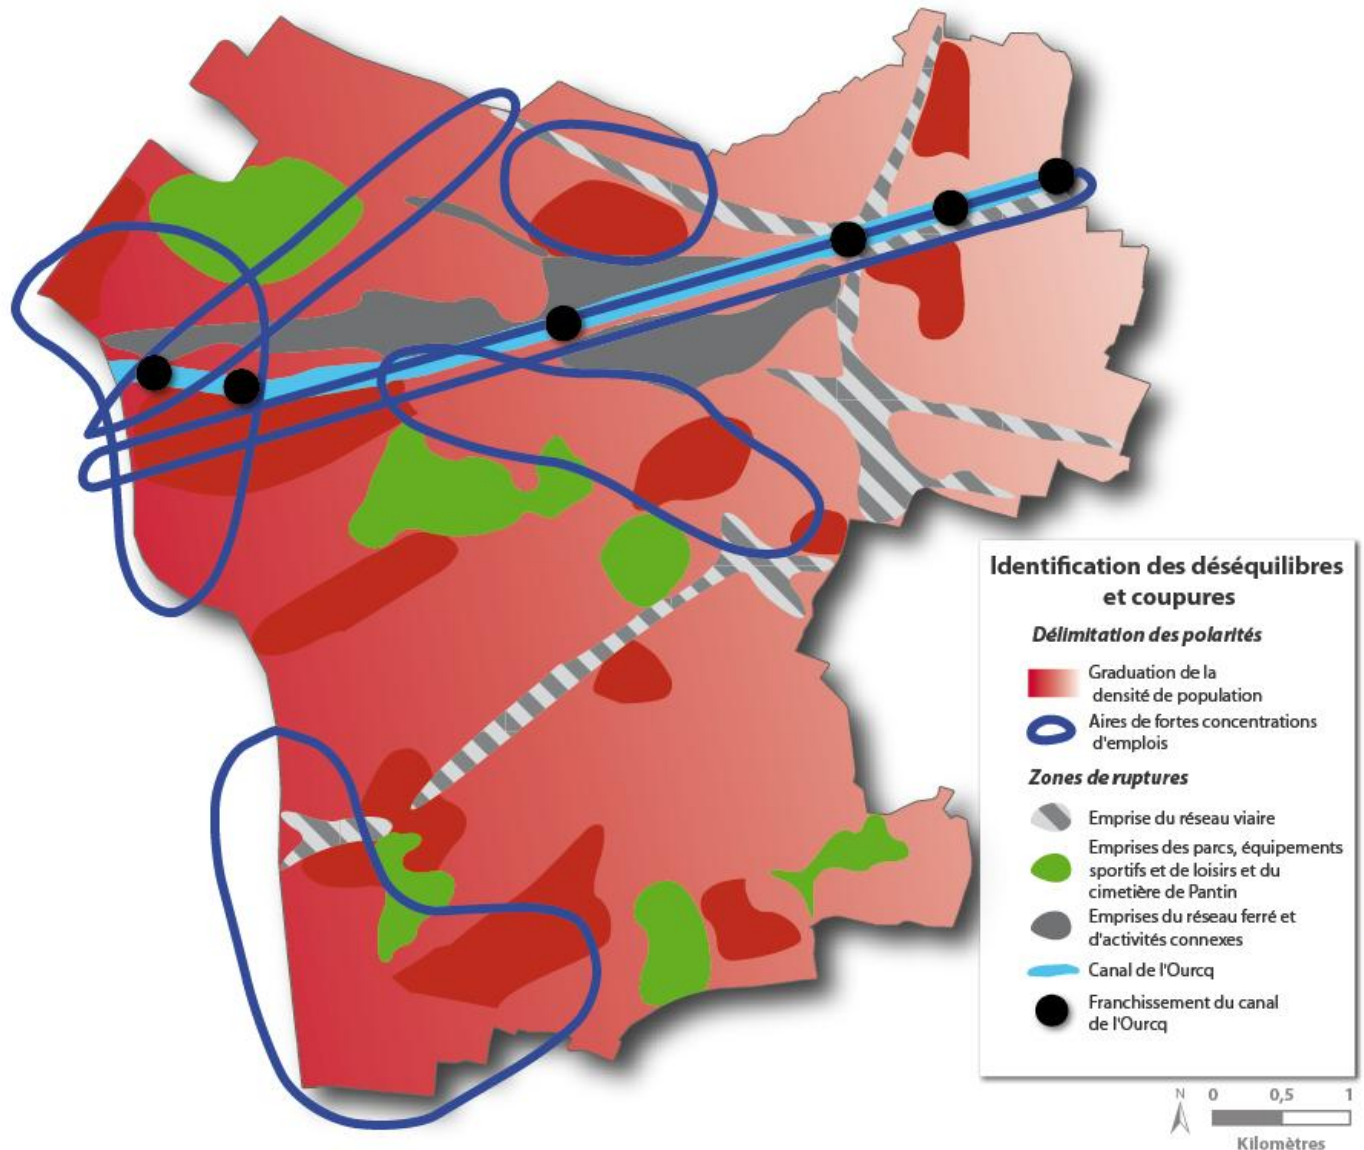 Identification des déséquilibres
et coupures
Délimitation des polarités
Graduation de la
densité de population
Aires de fortes concentrations
d'emplois
Zones de ruptures
Emprise du réseau viaire
Emprises des parcs, équipements
sportifs et de loisirs et du
cimetière de Pantin
Emprises du réseau ferré et
d'activités connexes
Canal de l'Ourcq
Franchissement du canal
de l'Ourcq
N 0 0,5 1
Kilomètres